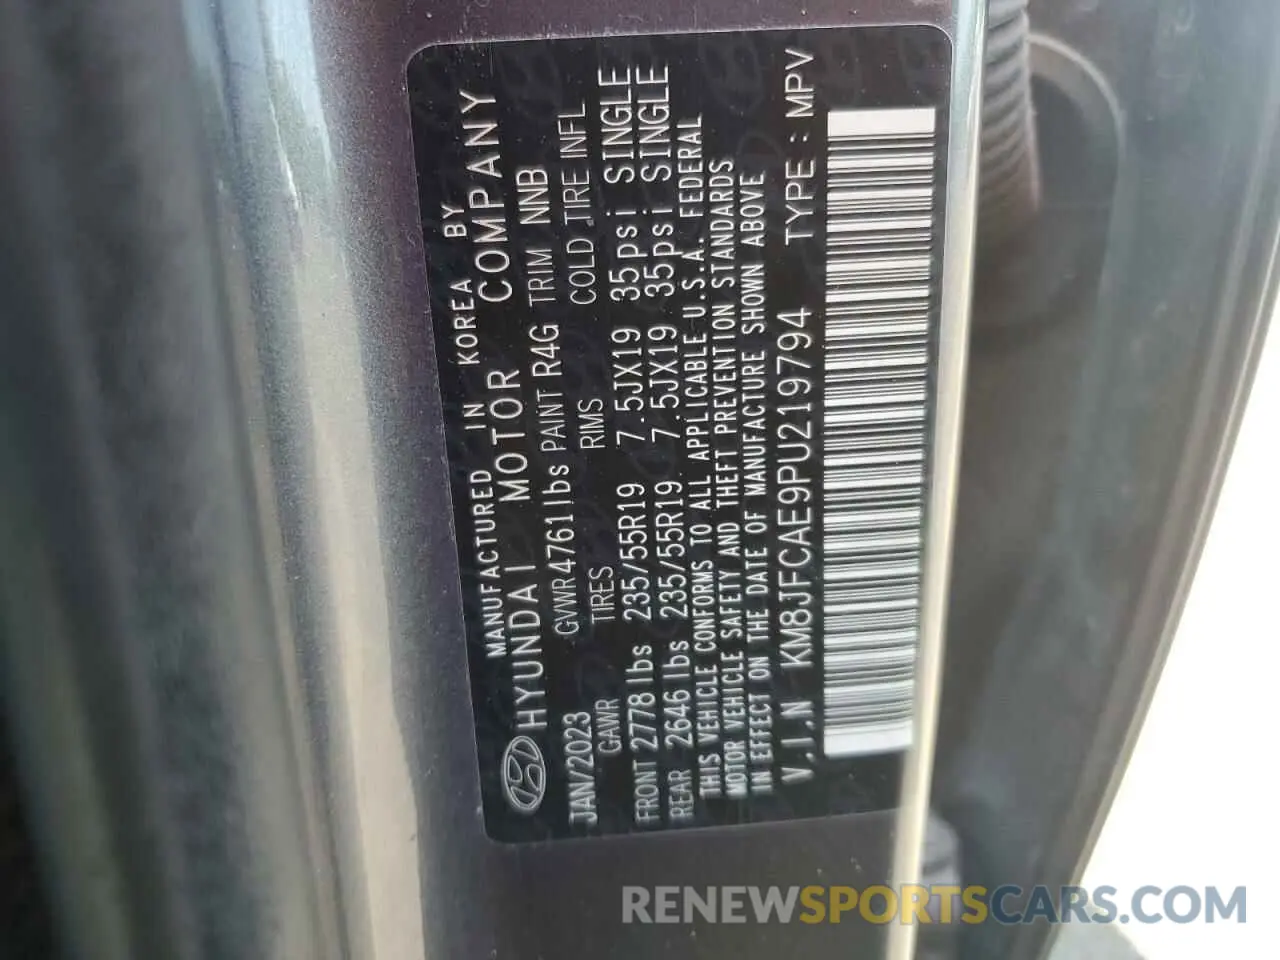 MANUFACTURED IN KOREA BY
HYUNDAI MOTOR COMPANY
JAN/2023 GVWR4761lbs PAINT R4G TRIM NNB
GAWR TIRES RIMS COLD TIRE INFL
FRONT 2778 lbs 235/55R19 7.5JX19 35psi SINGLE
REAR 2646 lbs 235/55R19 7.5JX19 35psi SINGLE
THIS VEHICLE CONFORMS TO ALL APPLICABLE U.S.A. FEDERAL
MOTOR VEHICLE SAFETY AND THEFT PREVENTION STANDARDS
IN EFFECT ON THE DATE OF MANUFACTURE SHOWN ABOVE
V.I.N KM8JFCAE9PU219794 TYPE : MPV
RENEWSPORTSCARS.COM